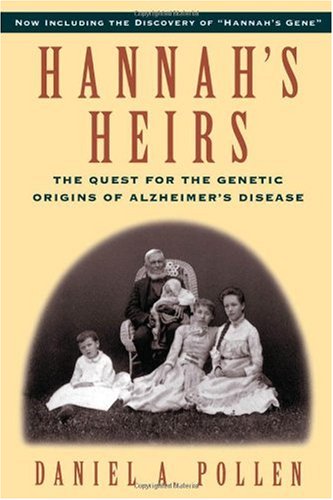 NOW INCLUDING THE DISCOVERY OF "HANNAH'S GENE"
HANNAH'S
HEIRS
THE QUEST FOR THE GENETIC
ORIGINS OF ALZHEIMER'S DISEASE
DANIEL A. POLLEN